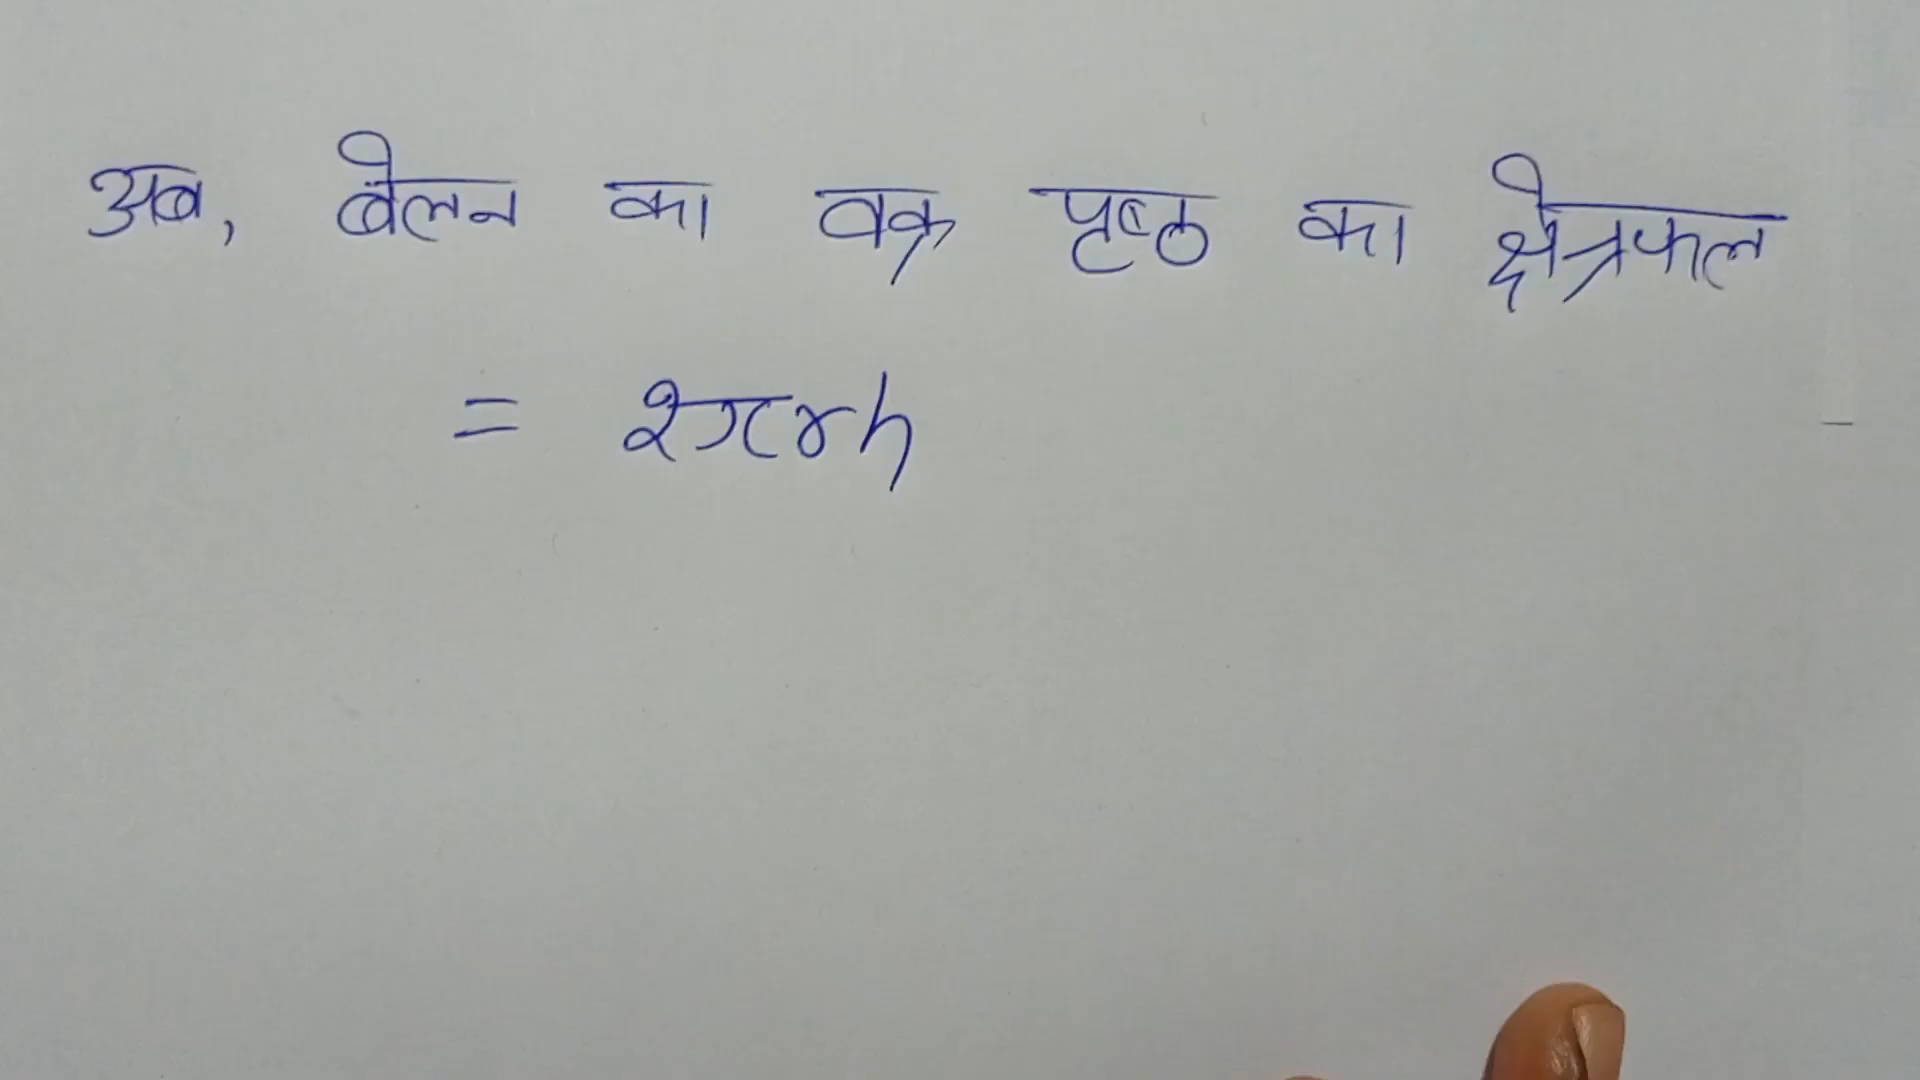 अब, बेलन का वक्र पृष्ठ का क्षेत्रफल
= 2πrh